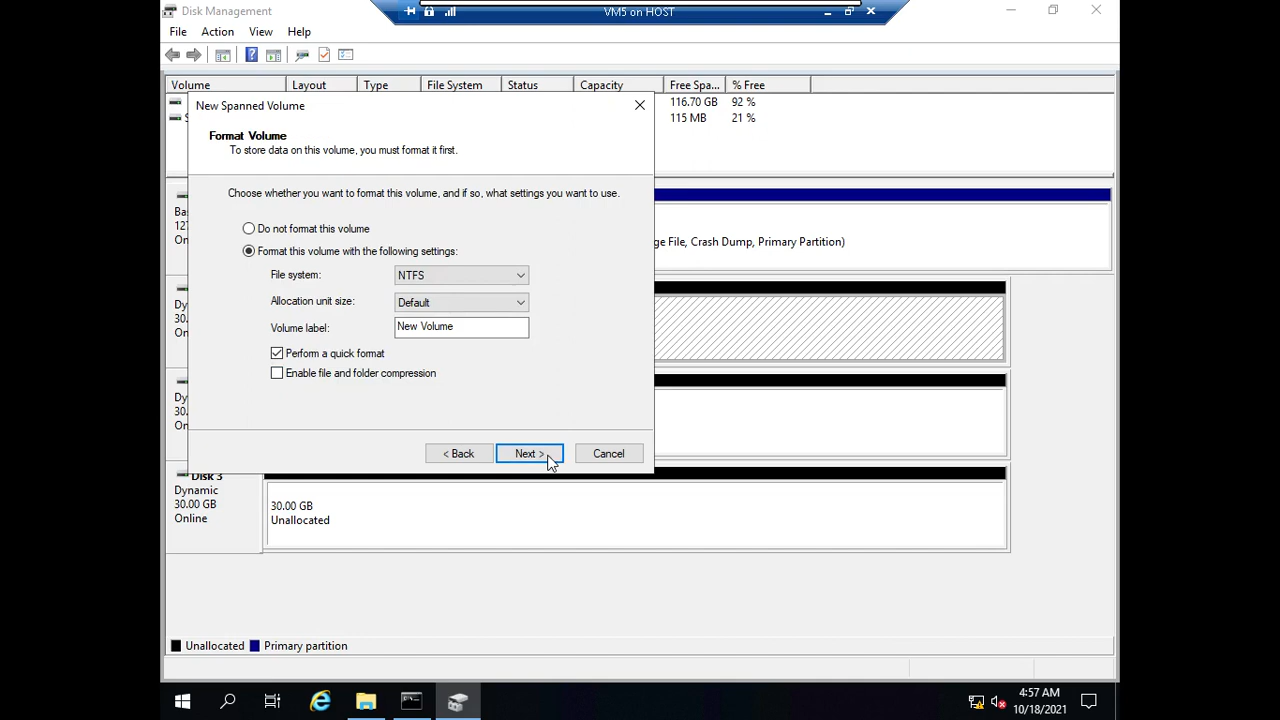 Disk Management
VM5 on HOST
File Action View Help
Volume Layout Type File System Status Capacity Free Spa... % Free
116.70 GB 92 %
115 MB 21 %
New Spanned Volume
Format Volume
To store data on this volume, you must format it first.
Choose whether you want to format this volume, and if so, what settings you want to use.
Do not format this volume
Format this volume with the following settings:
File system: NTFS
Allocation unit size: Default
Volume label: New Volume
Perform a quick format
Enable file and folder compression
< Back Next > Cancel
ge File, Crash Dump, Primary Partition)
Disk 3
Dynamic
30.00 GB
Online
30.00 GB
Unallocated
Unallocated Primary partition
4:57 AM
10/18/2021